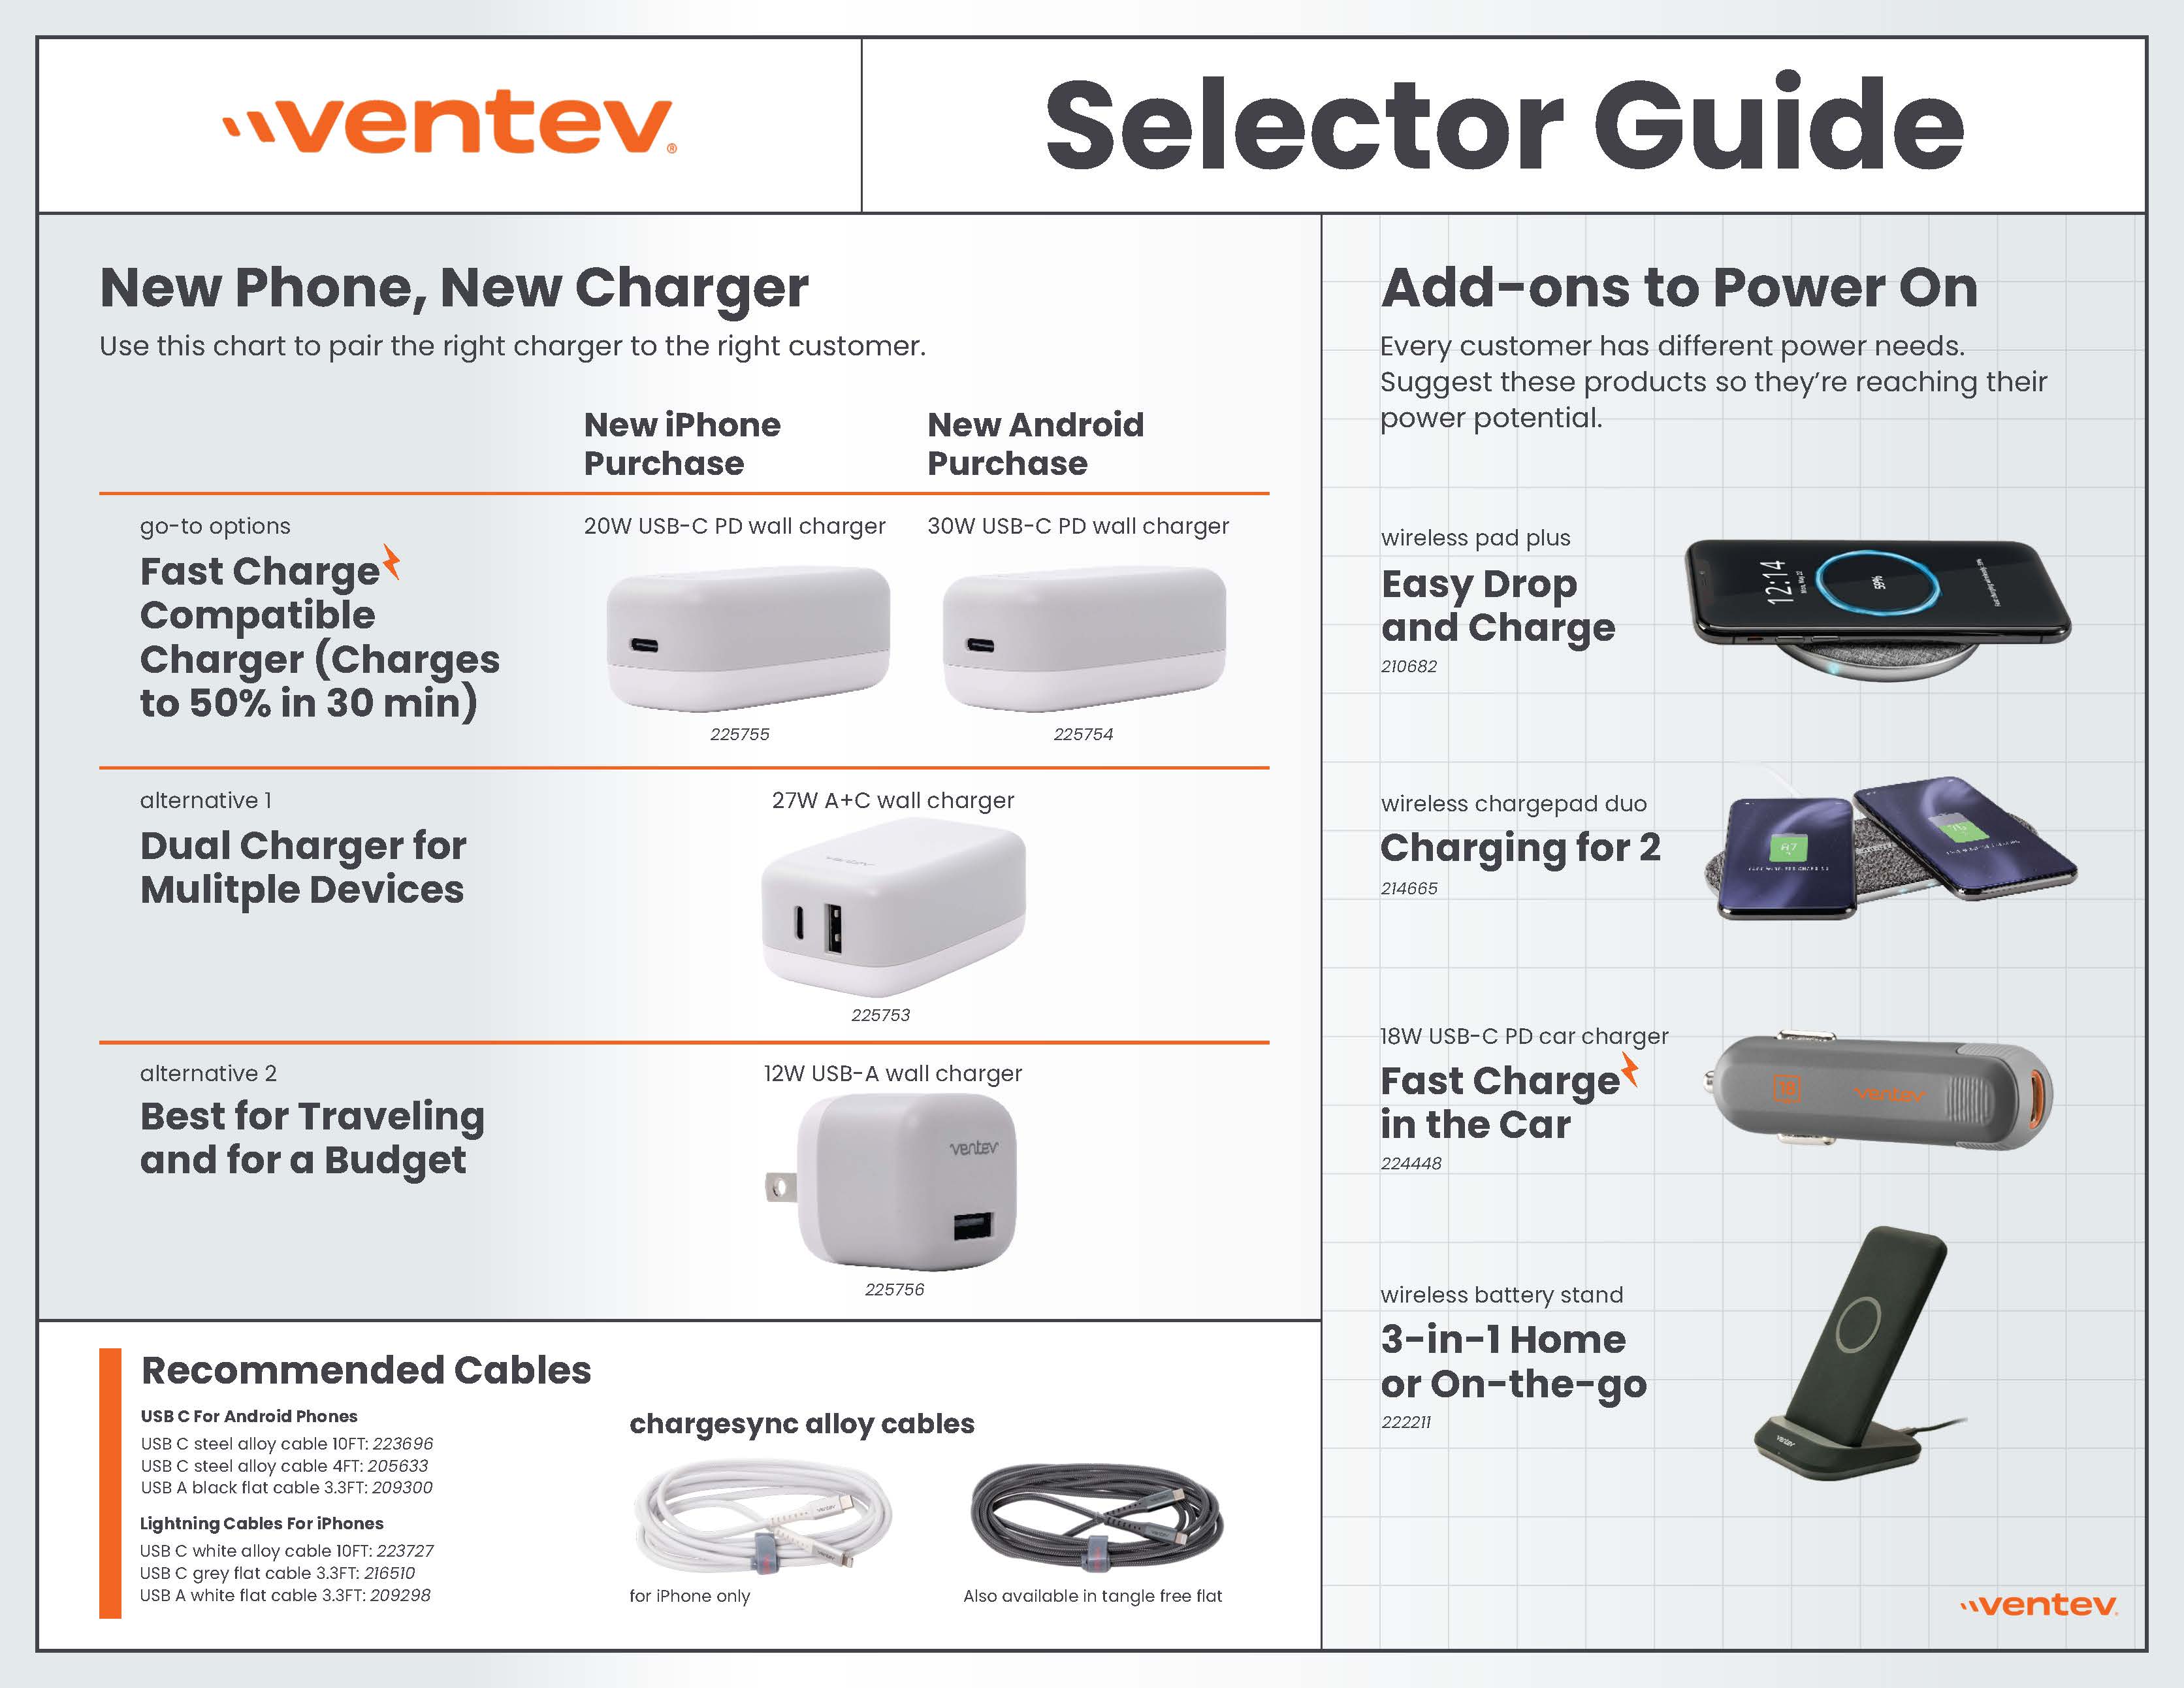 ventev®
Selector Guide
New Phone, New Charger
Use this chart to pair the right charger to the right customer.
New iPhone
Purchase
New Android
Purchase
go-to options
Fast Charge
Compatible
Charger (Charges
to 50% in 30 min)
20W USB-C PD wall charger
225755
30W USB-C PD wall charger
225754
alternative 1
Dual Charger for
Mulitple Devices
27W A+C wall charger
ventev
225753
alternative 2
Best for Traveling
and for a Budget
12W USB-A wall charger
ventev
225756
Recommended Cables
USB C For Android Phones
USB C steel alloy cable 10FT: 223696
USB C steel alloy cable 4FT: 205633
USB A black flat cable 3.3FT: 209300
Lightning Cables For iPhones
USB C white alloy cable 10FT: 223727
USB C grey flat cable 3.3FT: 216510
USB A white flat cable 3.3FT: 209298
chargesync alloy cables
ventev
for iPhone only
Also available in tangle free flat
Add-ons to Power On
Every customer has different power needs.
Suggest these products so they're reaching their
power potential.
wireless pad plus
Easy Drop
and Charge
210682
12:14
59%
wireless chargepad duo
Charging for 2
214665
18W USB-C PD car charger
Fast Charge
in the Car
224448
18
ventev
wireless battery stand
3-in-1 Home
or On-the-go
222211
ventev
ventev